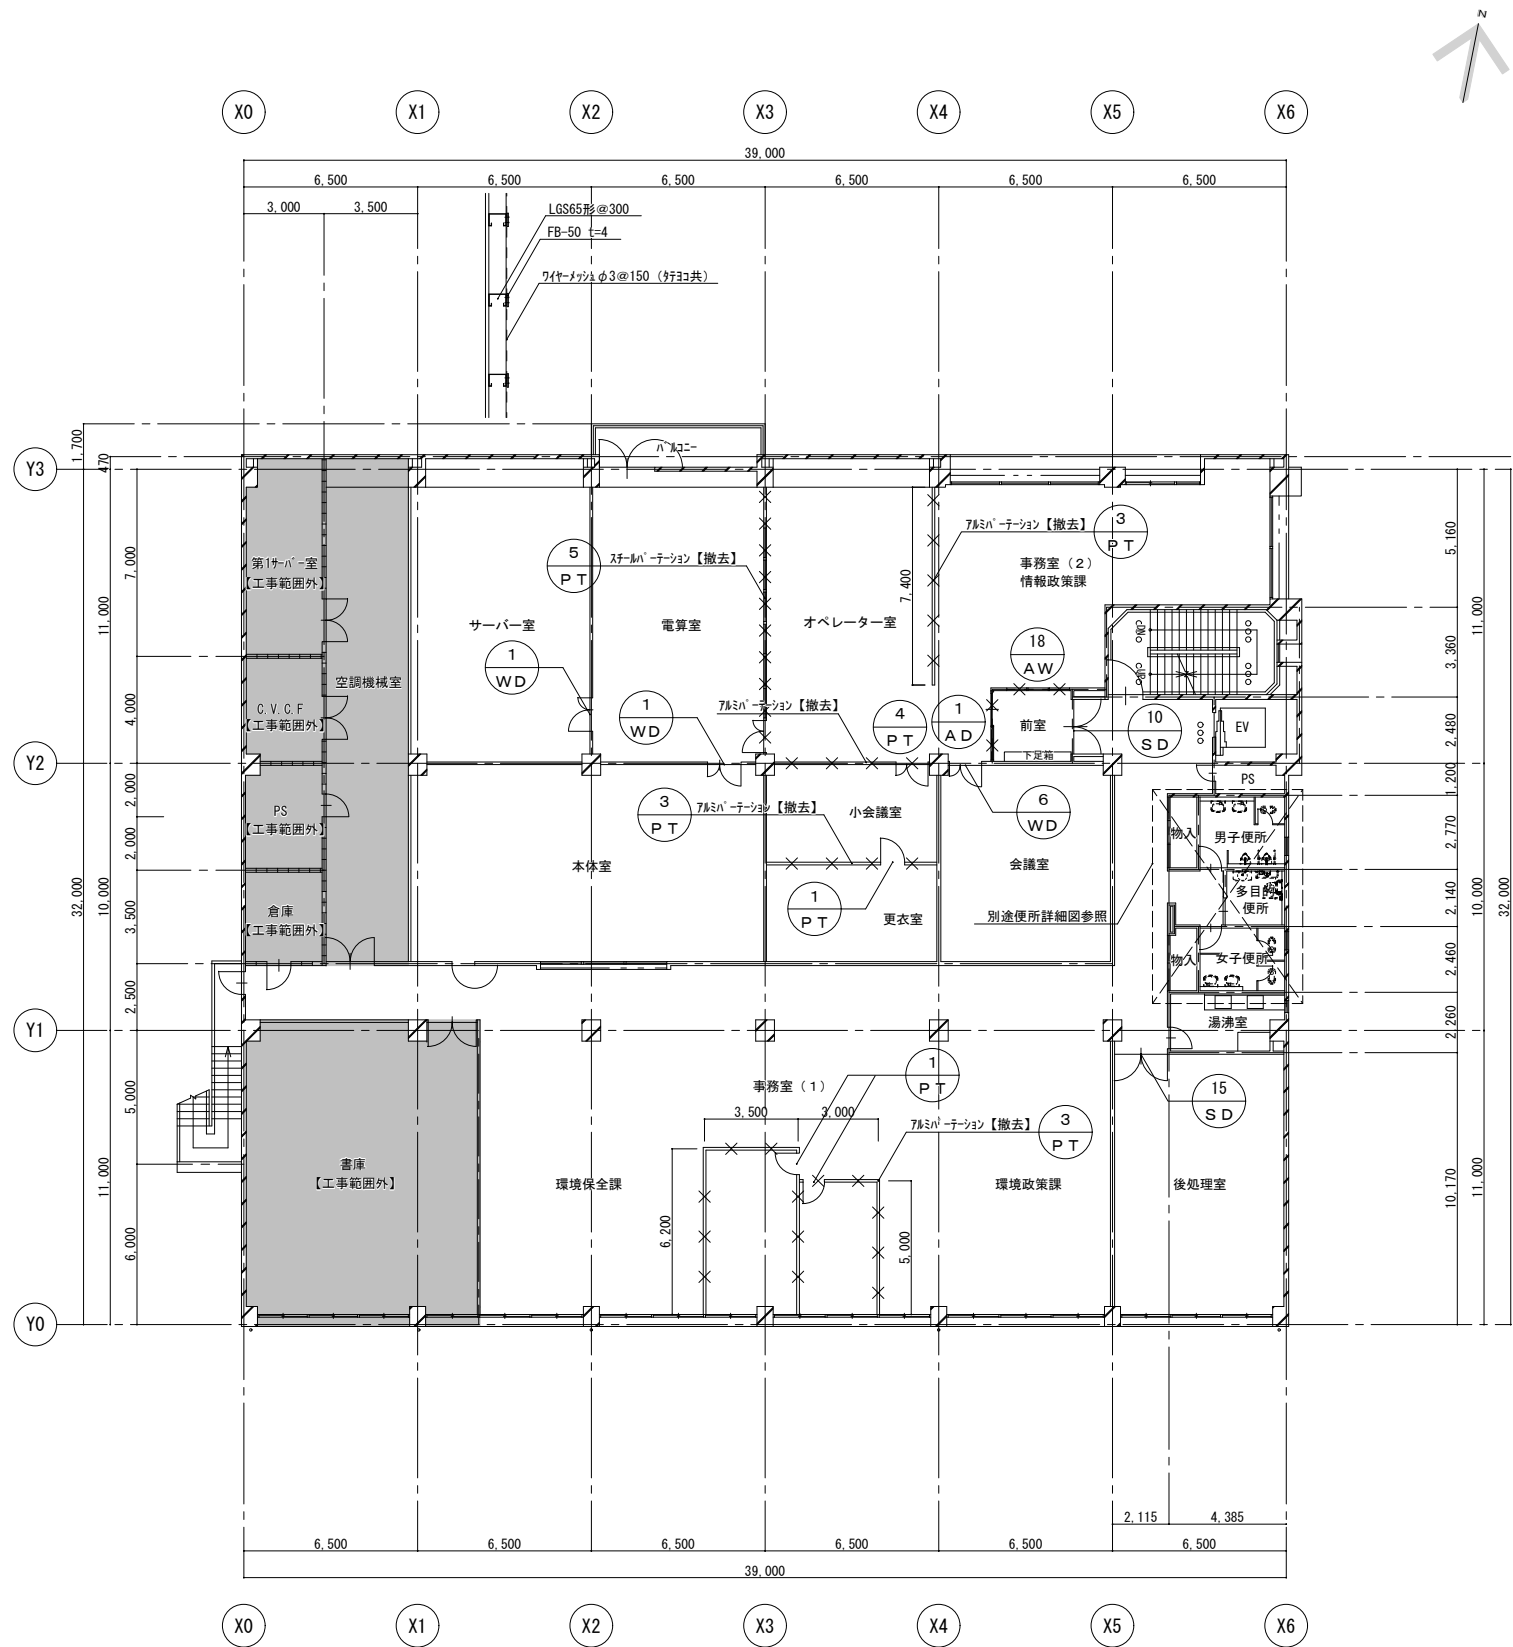 N
X0
X1
X2
X3
X4
X5
X6
39,000
6,500
6,500
6,500
6,500
6,500
6,500
3,000
3,500
LGS65形@300
FB-50 t=4
ワイヤーメッシュφ3@150（タテヨコ共）
1,700
470
バルコニー
Y3
7,000
11,000
32,000
第1サーバー室
【工事範囲外】
5
PT
スチールパーテーション【撤去】
アルミパーテーション【撤去】
3
PT
7,400
事務室（2）
情報政策課
5,160
11,000
サーバー室
電算室
オペレーター室
DN
UP
1
WD
18
AW
3,360
空調機械室
C.V.C.F
【工事範囲外】
4,000
1
WD
アルミパーテーション【撤去】
4
PT
1
AD
前室
下足箱
10
SD
EV
2,480
Y2
2,000
PS
【工事範囲外】
PS
1,200
3
PT
アルミパーテーション【撤去】
小会議室
6
WD
物入
男子便所
2,770
2,000
10,000
本体室
会議室
3,500
倉庫
【工事範囲外】
1
PT
更衣室
別途便所詳細図参照
多目的
便所
2,140
10,000
32,000
物入
女子便所
2,460
2,500
Y1
湯沸室
2,260
事務室（1）
1
PT
15
SD
5,000
3,500
3,000
アルミパーテーション【撤去】
3
PT
11,000
書庫
【工事範囲外】
環境保全課
環境政策課
後処理室
10,170
11,000
6,000
6,200
5,000
Y0
2,115
4,385
6,500
6,500
6,500
6,500
6,500
6,500
39,000
X0
X1
X2
X3
X4
X5
X6